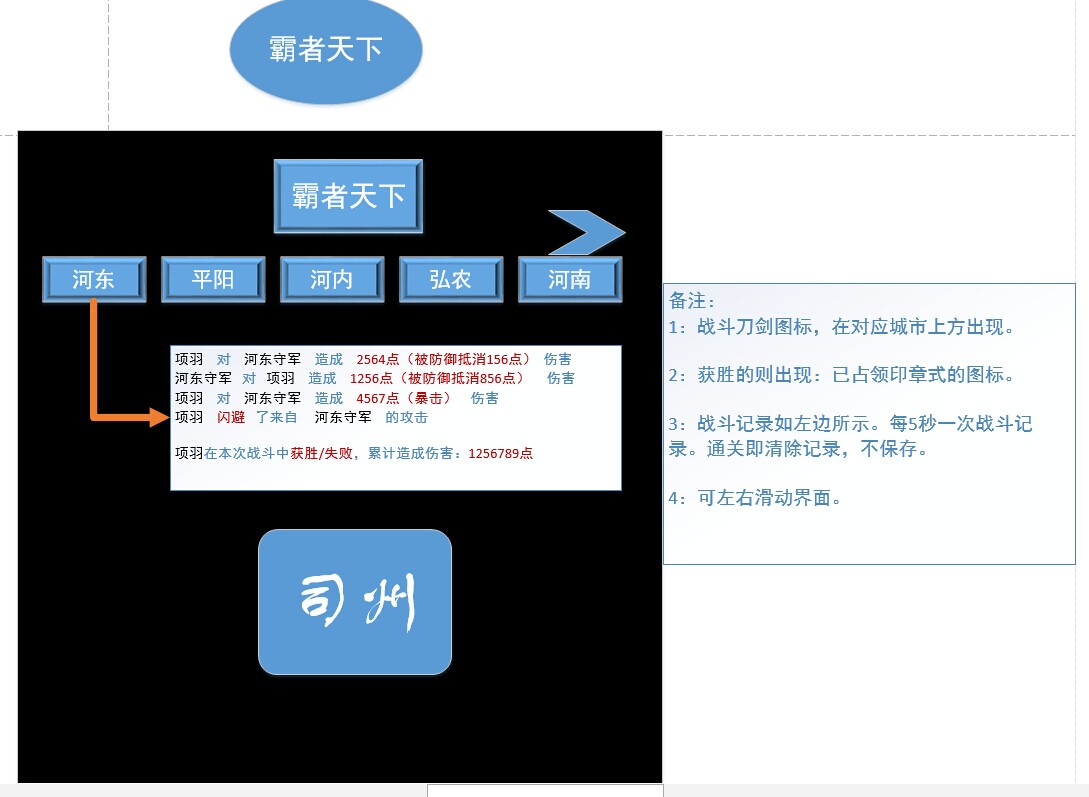 霸者天下
霸者天下
河东 平阳 河内 弘农 河南
项羽 对 河东守军 造成 2564点（被防御抵消156点） 伤害
河东守军 对 项羽 造成 1256点（被防御抵消856点） 伤害
项羽 对 河东守军 造成 4567点（暴击） 伤害
项羽 闪避 了来自 河东守军 的攻击
项羽在本次战斗中获胜/失败，累计造成伤害：1256789点
司州
备注：
1：战斗刀剑图标，在对应城市上方出现。
2：获胜的则出现：已占领印章式的图标。
3：战斗记录如左边所示。每5秒一次战斗记
录。通关即清除记录，不保存。
4：可左右滑动界面。